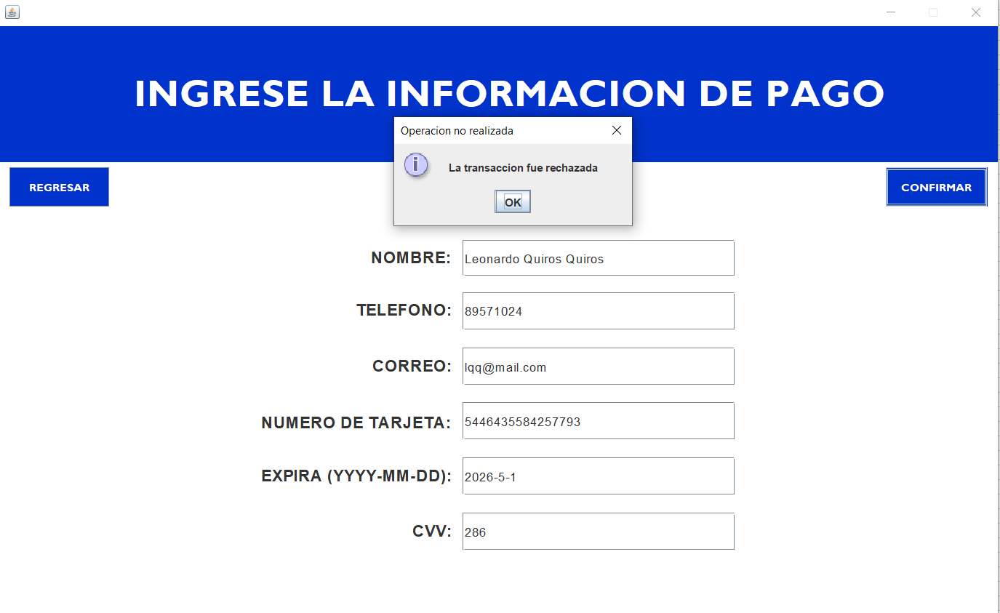 INGRESE LA INFORMACION DE PAGO
Operacion no realizada
La transaccion fue rechazada
OK
REGRESAR
CONFIRMAR
NOMBRE: Leonardo Quiros Quiros
TELEFONO: 89571024
CORREO: lqq@mail.com
NUMERO DE TARJETA: 5446435584257793
EXPIRA (YYYY-MM-DD): 2026-5-1
CVV: 286